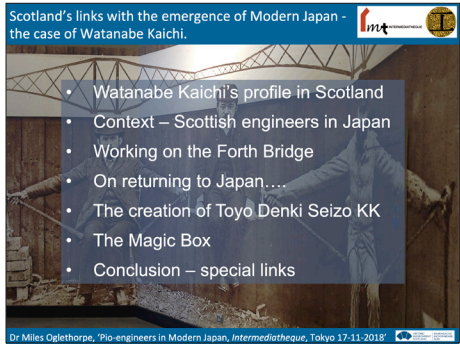 Scotland's links with the emergence of Modern Japan -
the case of Watanabe Kaichi.
Imt INTERMEDIATHEQUE
• Watanabe Kaichi's profile in Scotland
• Context – Scottish engineers in Japan
• Working on the Forth Bridge
• On returning to Japan….
• The creation of Toyo Denki Seizo KK
• The Magic Box
• Conclusion – special links
Dr Miles Oglethorpe, 'Pio-engineers in Modern Japan, Intermediatheque, Tokyo 17-11-2018'